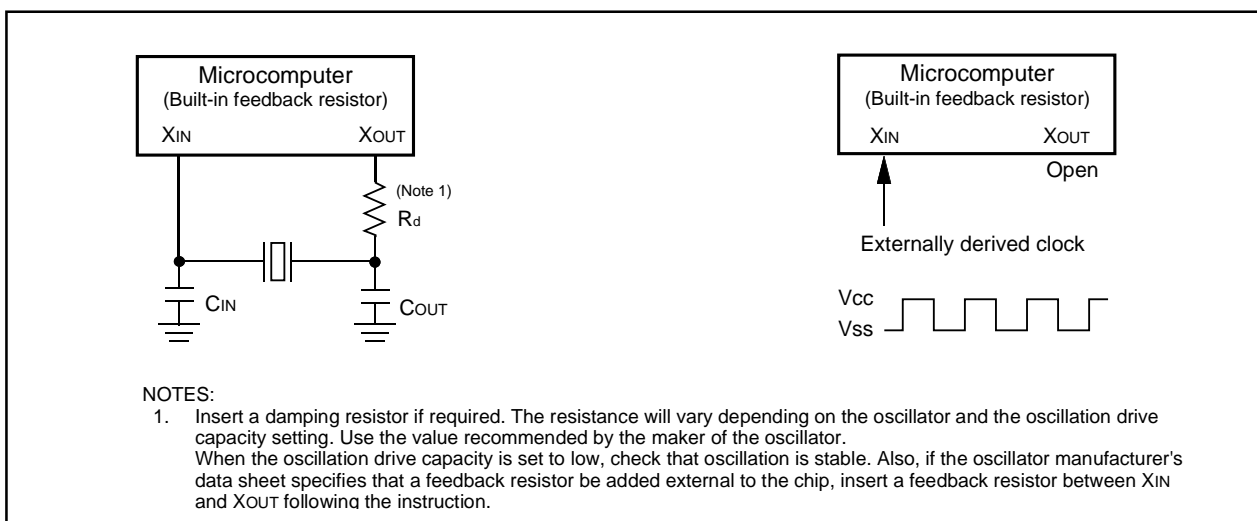 Microcomputer
(Built-in feedback resistor)
XIN XOUT
(Note 1)
Rd
CIN
COUT
Microcomputer
(Built-in feedback resistor)
XIN XOUT
Open
Externally derived clock
Vcc
Vss
NOTES:
1. Insert a damping resistor if required. The resistance will vary depending on the oscillator and the oscillation drive
capacity setting. Use the value recommended by the maker of the oscillator.
When the oscillation drive capacity is set to low, check that oscillation is stable. Also, if the oscillator manufacturer's
data sheet specifies that a feedback resistor be added external to the chip, insert a feedback resistor between XIN
and XOUT following the instruction.